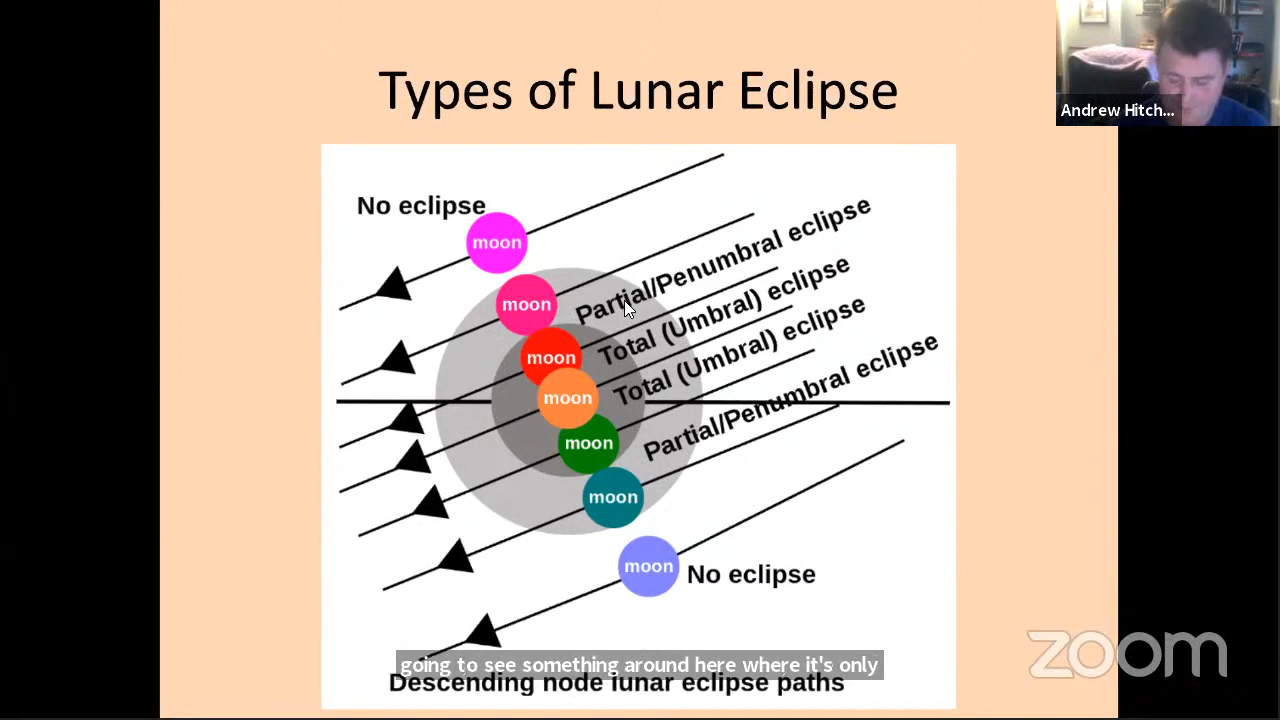 Types of Lunar Eclipse
Andrew Hitch...
No eclipse
moon
Partial/Penumbral eclipse
moon
Total (Umbral) eclipse
moon
Total (Umbral) eclipse
moon
Partial/Penumbral eclipse
moon
moon
moon
No eclipse
going to see something around here where it's only
Descending node lunar eclipse paths
zoom